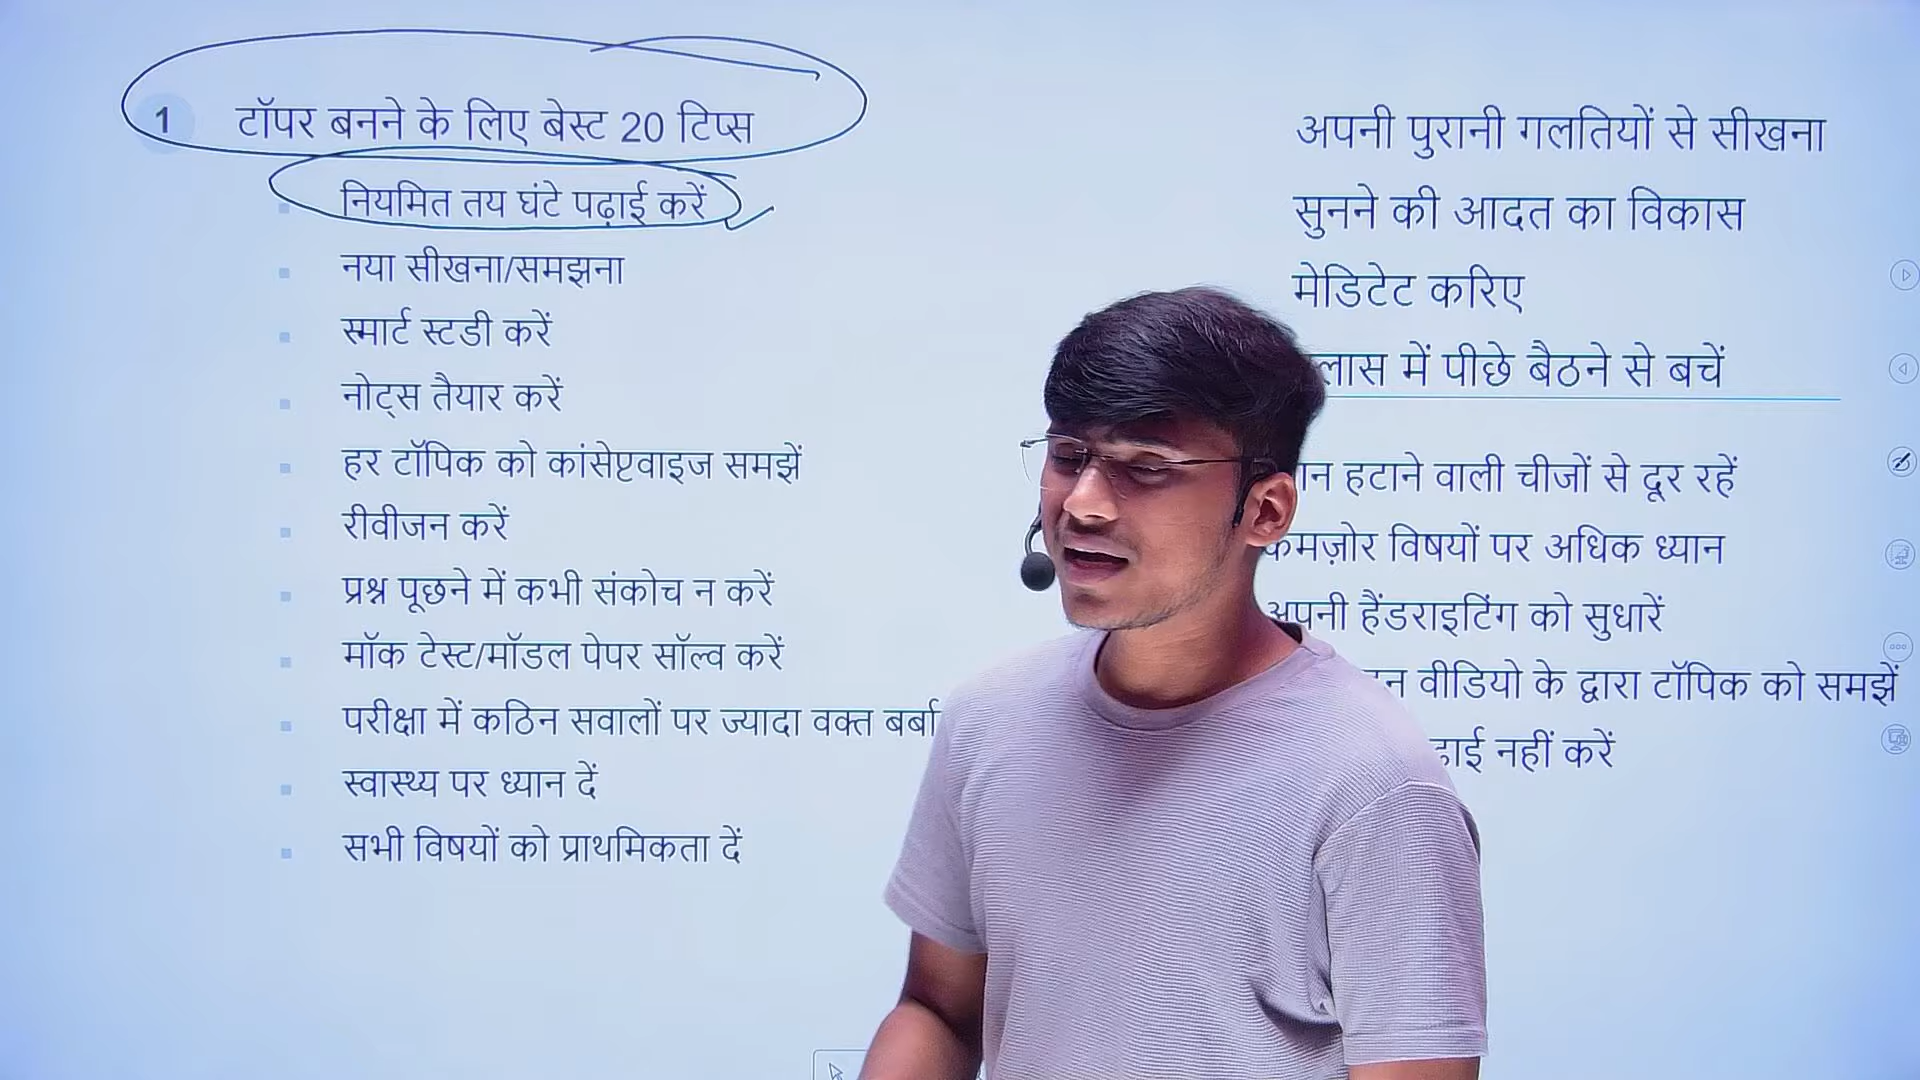 1 टॉपर बनने के लिए बेस्ट 20 टिप्स
नियमित तय घंटे पढ़ाई करें
नया सीखना/समझना
स्मार्ट स्टडी करें
नोट्स तैयार करें
हर टॉपिक को कांसेप्टवाइज समझें
रीवीजन करें
प्रश्न पूछने में कभी संकोच न करें
मॉक टेस्ट/मॉडल पेपर सॉल्व करें
परीक्षा में कठिन सवालों पर ज्यादा वक्त
स्वास्थ्य पर ध्यान दें
सभी विषयों को प्राथमिकता दें
अपनी पुरानी गलतियों से सीखना
सुनने की आदत का विकास
मेडिटेट करिए
में पीछे बैठने से बचें
हटाने वाली चीजों से दूर रहें
कमज़ोर विषयों पर अधिक ध्यान
अपनी हैंडराइटिंग को सुधारें
वीडियो के द्वारा टॉपिक को समझें
नहीं करें